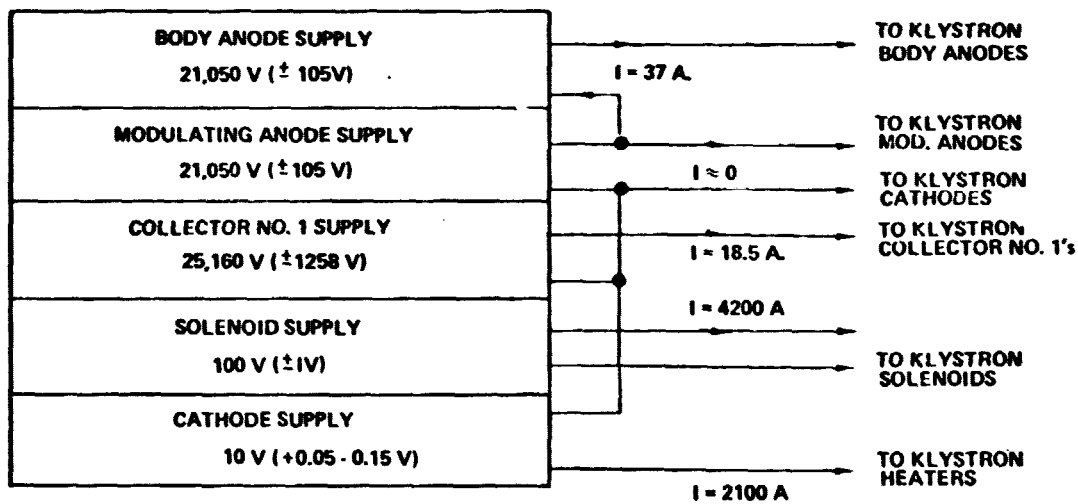 BODY ANODE SUPPLY
21,050 V (± 105V)
MODULATING ANODE SUPPLY
21,050 V (±105 V)
COLLECTOR NO. 1 SUPPLY
25,160 V (±1258 V)
SOLENOID SUPPLY
100 V (±IV)
CATHODE SUPPLY
10 V (+0.05 - 0.15 V)
TO KLYSTRON
BODY ANODES
I = 37 A.
TO KLYSTRON
MOD. ANODES
I ≈ 0
TO KLYSTRON
CATHODES
TO KLYSTRON
COLLECTOR NO. 1's
I = 18.5 A.
I = 4200 A
TO KLYSTRON
SOLENOIDS
TO KLYSTRON
HEATERS
I = 2100 A